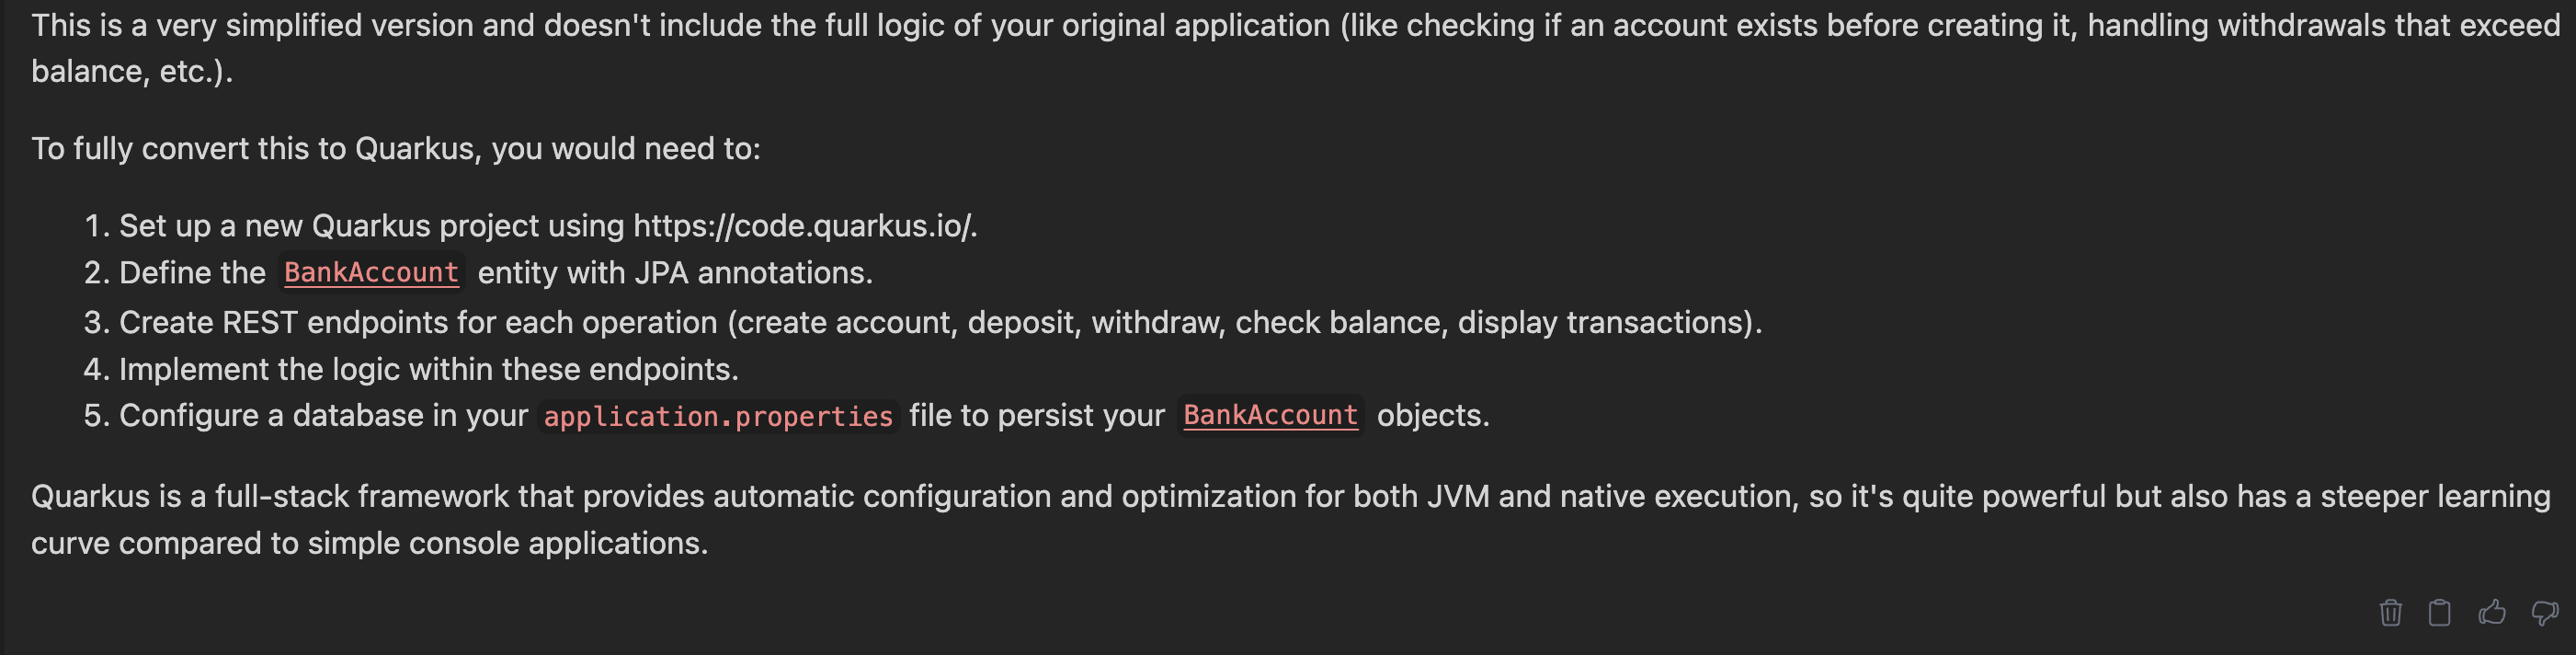 This is a very simplified version and doesn't include the full logic of your original application (like checking if an account exists before creating it, handling withdrawals that exceed
balance, etc.).
To fully convert this to Quarkus, you would need to:
1. Set up a new Quarkus project using https://code.quarkus.io/.
2. Define the BankAccount entity with JPA annotations.
3. Create REST endpoints for each operation (create account, deposit, withdraw, check balance, display transactions).
4. Implement the logic within these endpoints.
5. Configure a database in your application.properties file to persist your BankAccount objects.
Quarkus is a full-stack framework that provides automatic configuration and optimization for both JVM and native execution, so it's quite powerful but also has a steeper learning
curve compared to simple console applications.